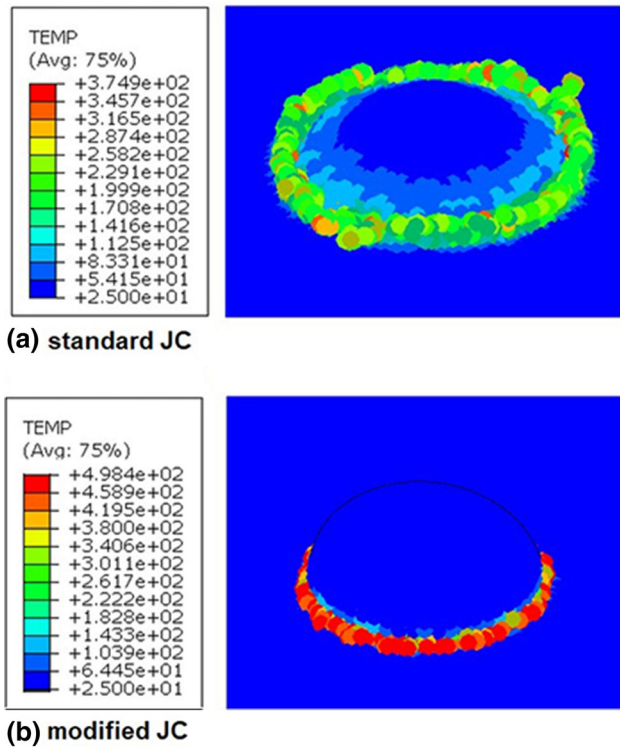 TEMP
(Avg: 75%)
+3.749e+02
+3.457e+02
+3.165e+02
+2.874e+02
+2.582e+02
+2.291e+02
+1.999e+02
+1.708e+02
+1.416e+02
+1.125e+02
+8.331e+01
+5.415e+01
+2.500e+01
(a) standard JC
TEMP
(Avg: 75%)
+4.984e+02
+4.589e+02
+4.195e+02
+3.800e+02
+3.406e+02
+3.011e+02
+2.617e+02
+2.222e+02
+1.828e+02
+1.433e+02
+1.039e+02
+6.445e+01
+2.500e+01
(b) modified JC